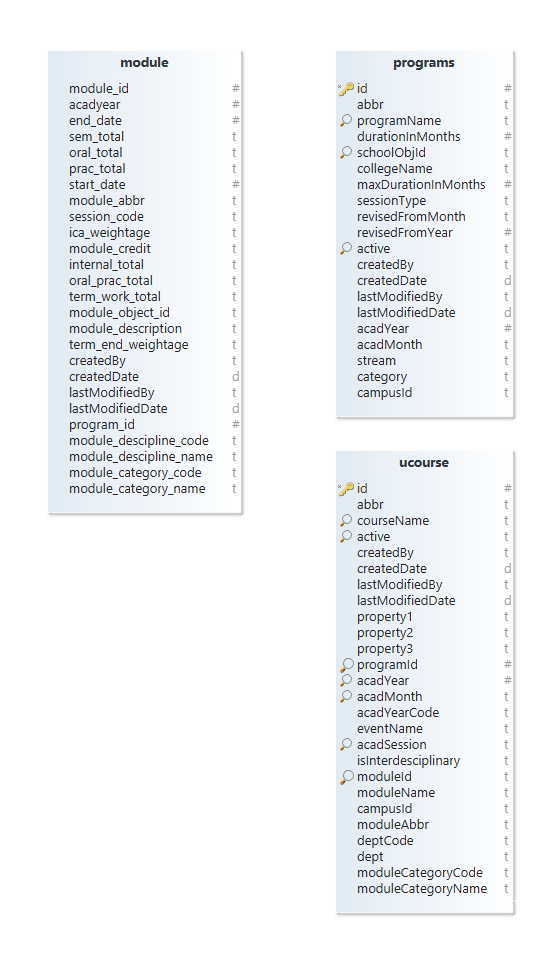 module
module_id #
acadyear #
end_date #
sem_total t
oral_total t
prac_total t
start_date #
module_abbr t
session_code t
ica_weightage t
module_credit t
internal_total t
oral_prac_total t
term_work_total t
module_object_id t
module_description t
term_end_weightage t
createdBy t
createdDate d
lastModifiedBy t
lastModifiedDate d
program_id #
module_descipline_code t
module_descipline_name t
module_category_code t
module_category_name t
programs
id #
abbr t
programName t
durationInMonths #
schoolObjId t
collegeName t
maxDurationInMonths #
sessionType t
revisedFromMonth t
revisedFromYear #
active t
createdBy t
createdDate d
lastModifiedBy t
lastModifiedDate d
acadYear #
acadMonth t
stream t
category t
campusId t
ucourse
id #
abbr t
courseName t
active t
createdBy t
createdDate d
lastModifiedBy t
lastModifiedDate d
property1 t
property2 t
property3 t
programId #
acadYear #
acadMonth t
acadYearCode t
eventName t
acadSession t
isInterdesciplinary t
moduleId t
moduleName t
campusId t
moduleAbbr t
deptCode t
dept t
moduleCategoryCode t
moduleCategoryName t